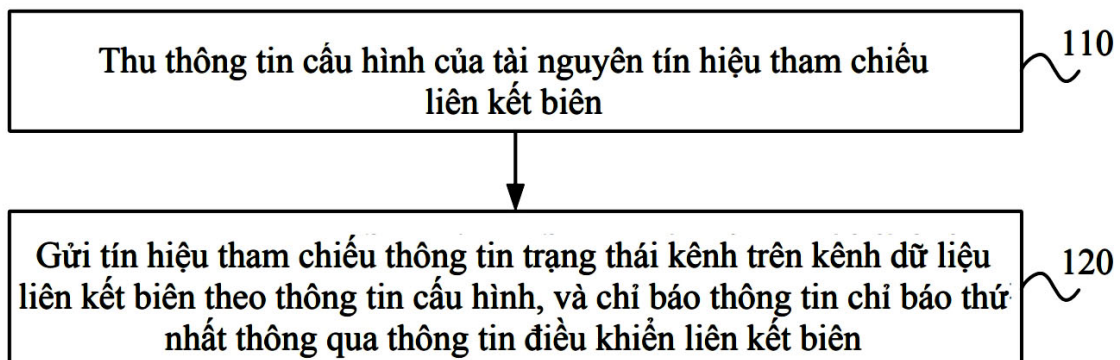 Thu thông tin cấu hình của tài nguyên tín hiệu tham chiếu
liên kết biên
110
Gửi tín hiệu tham chiếu thông tin trạng thái kênh trên kênh dữ liệu
liên kết biên theo thông tin cấu hình, và chỉ báo thông tin chỉ báo thứ
nhất thông qua thông tin điều khiển liên kết biên
120